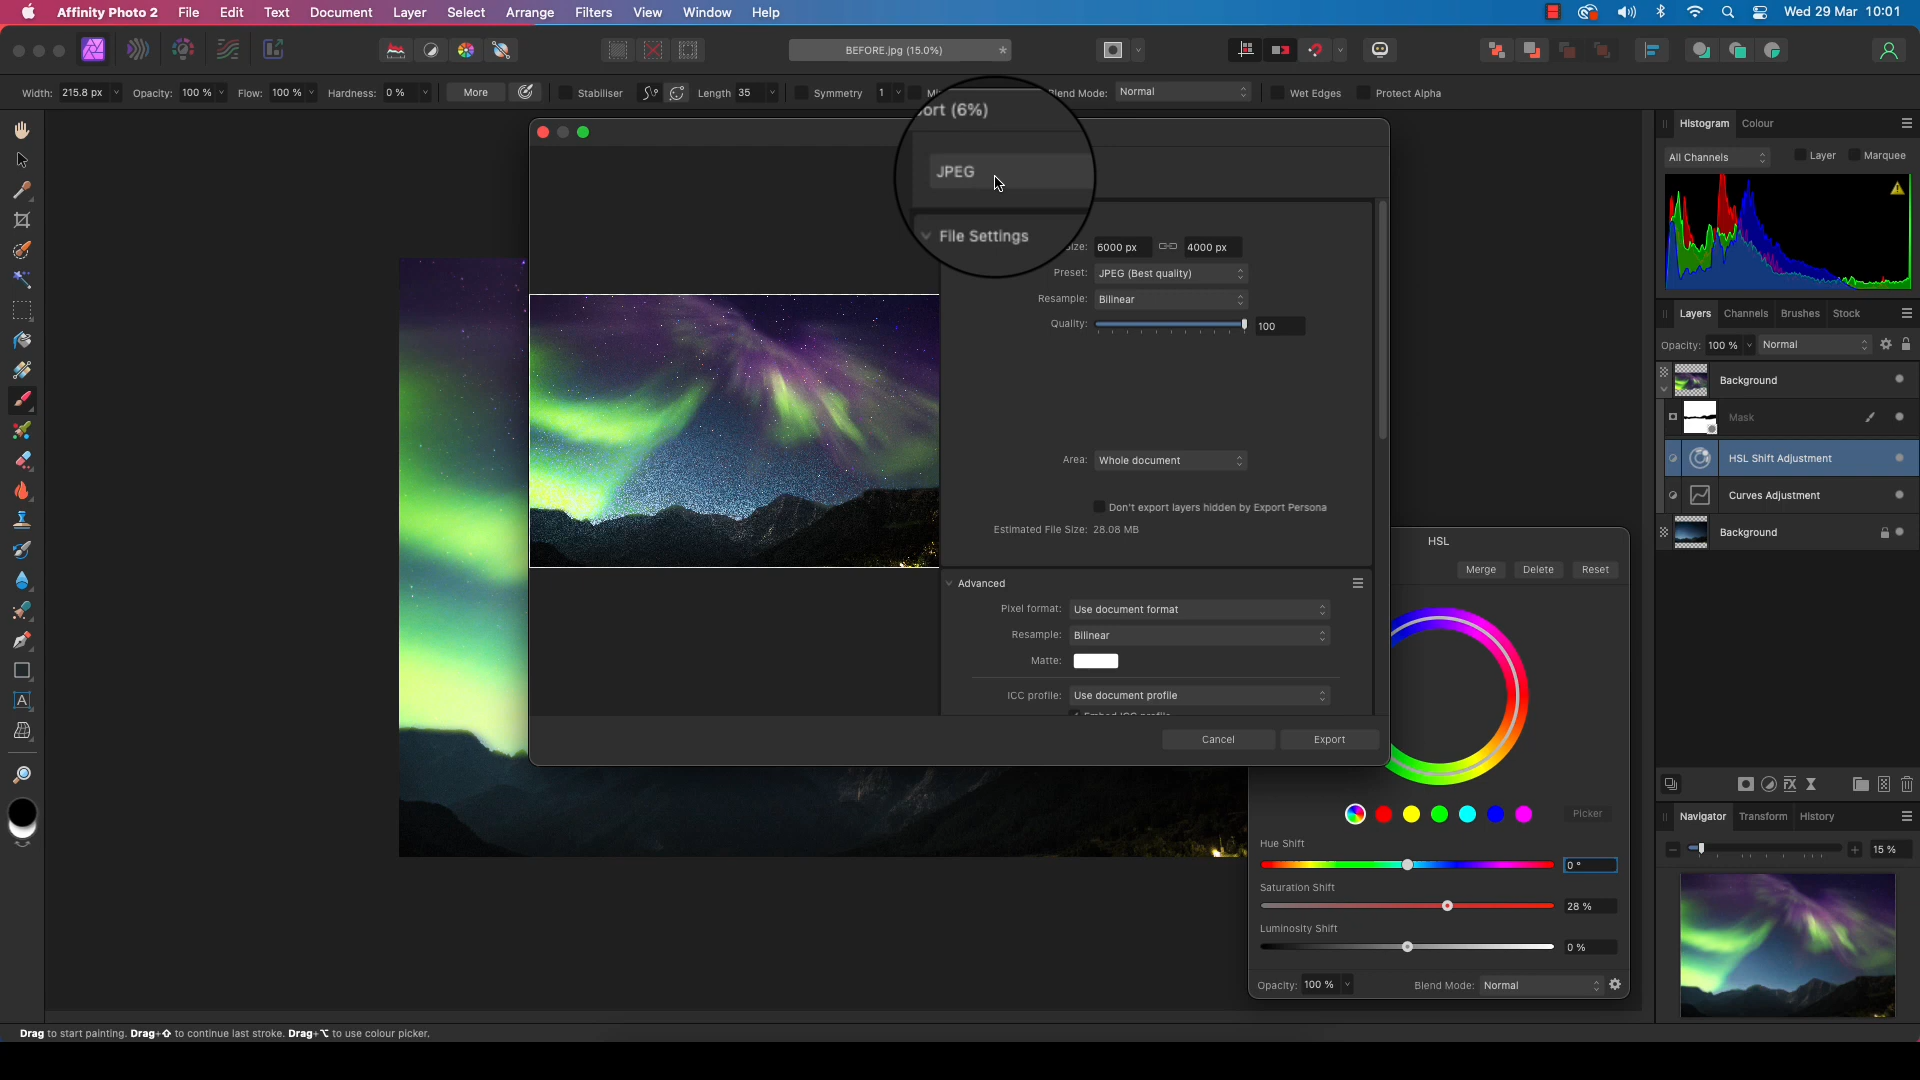 Affinity Photo 2 File Edit Text Document Layer Select Arrange Filters View Window Help Wed 29 Mar 10:01
BEFORE.jpg (15.0%) *
Width: 215.8 px Opacity: 100 % Flow: 100 % Hardness: 0 % More Stabiliser Length 35 Symmetry 1 Blend Mode: Normal Wet Edges Protect Alpha
ort (6%)
JPEG
File Settings
6000 px 4000 px
Preset: JPEG (Best quality)
Resample: Bilinear
Quality: 100
Area: Whole document
Don't export layers hidden by Export Persona
Estimated File Size: 28.08 MB
Advanced
Pixel format: Use document format
Resample: Bilinear
Matte:
ICC profile: Use document profile
Embed ICC profile
Cancel Export
Histogram Colour
All Channels Layer Marquee
Layers Channels Brushes Stock
Opacity: 100 % Normal
Background
Mask
HSL Shift Adjustment
Curves Adjustment
Background
HSL
Merge Delete Reset
Picker
Hue Shift
0 °
Saturation Shift
28 %
Luminosity Shift
0 %
Opacity: 100 % Blend Mode: Normal
Navigator Transform History
15 %
Drag to start painting. Drag+⇧ to continue last stroke. Drag+⌥ to use colour picker.